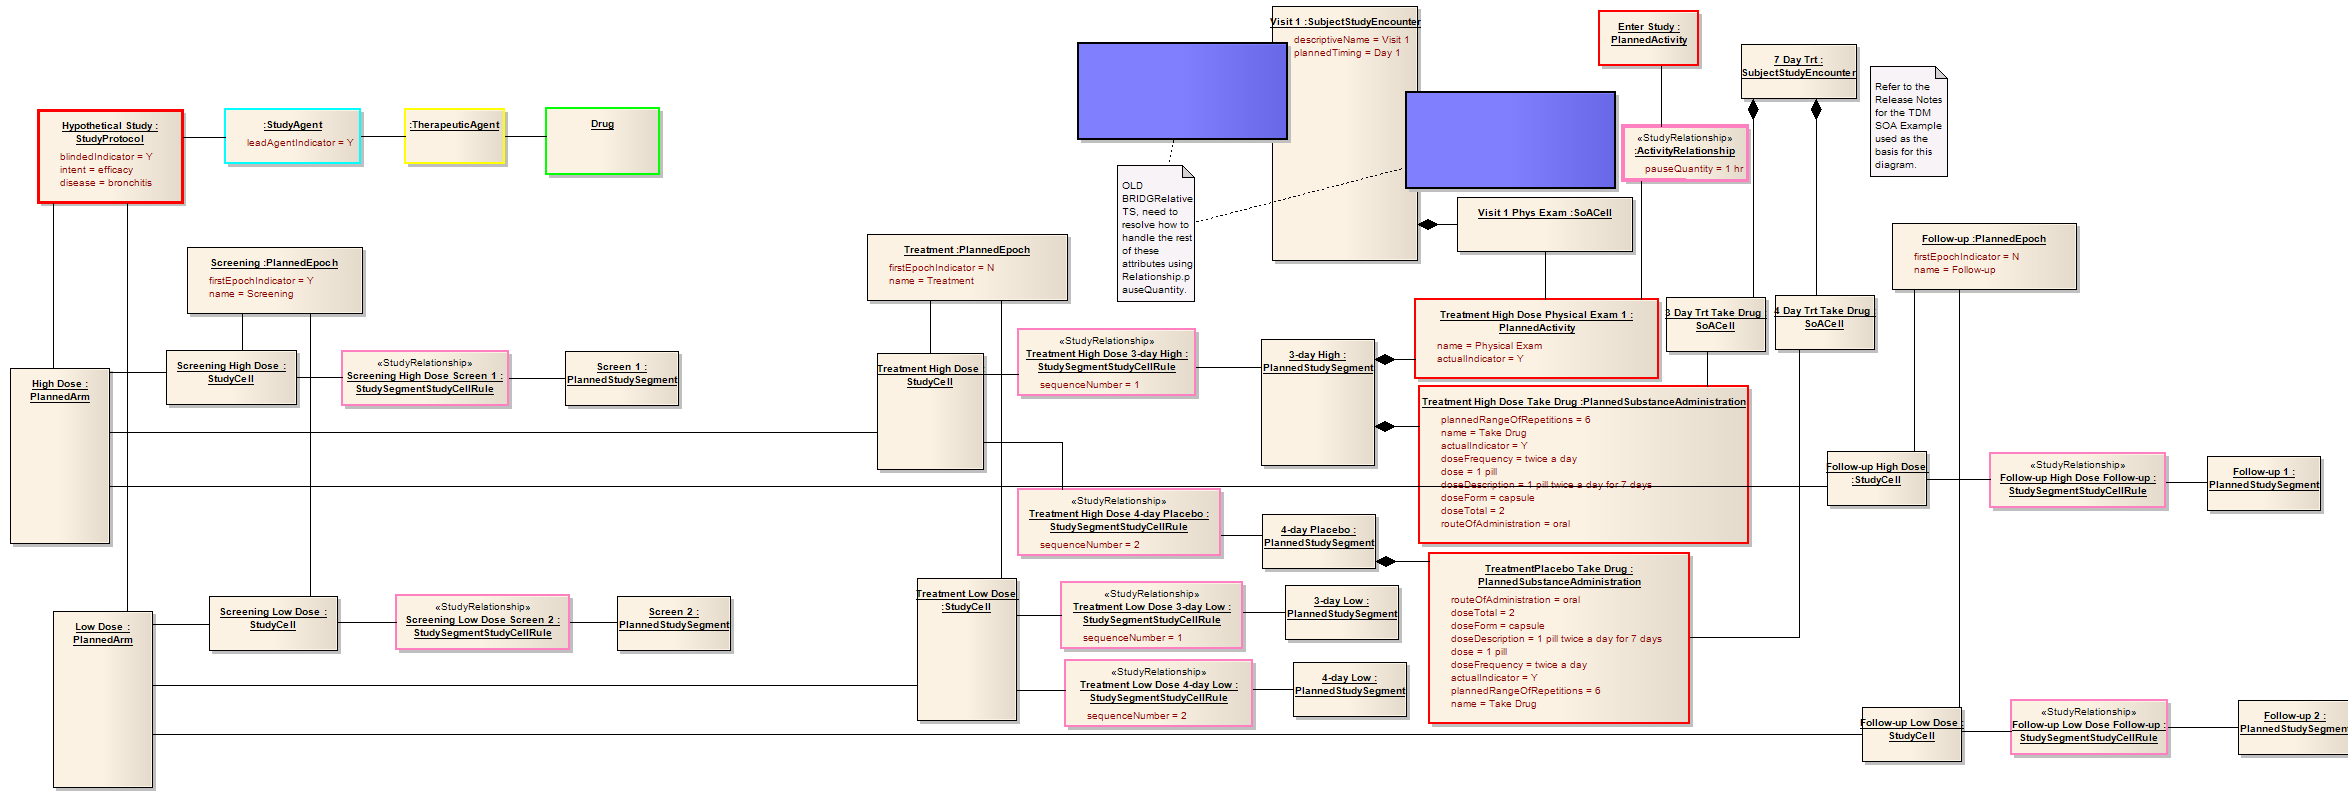 Hypothetical Study :
StudyProtocol
blindedIndicator = Y
intent = efficacy
disease = bronchitis
:StudyAgent
leadAgentIndicator = Y
:TherapeuticAgent
Drug
Visit 1 :SubjectStudyEncounter
descriptiveName = Visit 1
plannedTiming = Day 1
Enter Study :
PlannedActivity
7 Day Trt :
SubjectStudyEncounter
Refer to the
Release Notes
for the TDM
SOA Example
used as the
basis for this
diagram.
«StudyRelationship»
:ActivityRelationship
pauseQuantity = 1 hr
OLD
BRIDGRelative
TS, need to
resolve how to
handle the rest
of these
attributes using
Relationship.p
auseQuantity.
Visit 1 Phys Exam :SoACell
Screening :PlannedEpoch
firstEpochIndicator = Y
name = Screening
Treatment :PlannedEpoch
firstEpochIndicator = N
name = Treatment
Follow-up :PlannedEpoch
firstEpochIndicator = N
name = Follow-up
High Dose :
PlannedArm
Screening High Dose :
StudyCell
«StudyRelationship»
Screening High Dose Screen 1 :
StudySegmentStudyCellRule
Screen 1 :
PlannedStudySegment
Treatment High Dose :
StudyCell
«StudyRelationship»
Treatment High Dose 3-day High :
StudySegmentStudyCellRule
sequenceNumber = 1
3-day High :
PlannedStudySegment
Treatment High Dose Physical Exam 1 :
PlannedActivity
name = Physical Exam
actualIndicator = Y
3 Day Trt Take Drug :
SoACell
4 Day Trt Take Drug :
SoACell
Treatment High Dose Take Drug :PlannedSubstanceAdministration
plannedRangeOfRepetitions = 6
name = Take Drug
actualIndicator = Y
doseFrequency = twice a day
dose = 1 pill
doseDescription = 1 pill twice a day for 7 days
doseForm = capsule
doseTotal = 2
routeOfAdministration = oral
Follow-up High Dose
:StudyCell
«StudyRelationship»
Follow-up High Dose Follow-up :
StudySegmentStudyCellRule
Follow-up 1 :
PlannedStudySegment
«StudyRelationship»
Treatment High Dose 4-day Placebo :
StudySegmentStudyCellRule
sequenceNumber = 2
4-day Placebo :
PlannedStudySegment
TreatmentPlacebo Take Drug :
PlannedSubstanceAdministration
routeOfAdministration = oral
doseTotal = 2
doseForm = capsule
doseDescription = 1 pill twice a day for 7 days
dose = 1 pill
doseFrequency = twice a day
actualIndicator = Y
plannedRangeOfRepetitions = 6
name = Take Drug
Low Dose :
PlannedArm
Screening Low Dose :
StudyCell
«StudyRelationship»
Screening Low Dose Screen 2 :
StudySegmentStudyCellRule
Screen 2 :
PlannedStudySegment
Treatment Low Dose
:StudyCell
«StudyRelationship»
Treatment Low Dose 3-day Low :
StudySegmentStudyCellRule
sequenceNumber = 1
3-day Low :
PlannedStudySegment
«StudyRelationship»
Treatment Low Dose 4-day Low :
StudySegmentStudyCellRule
sequenceNumber = 2
4-day Low :
PlannedStudySegment
Follow-up Low Dose :
StudyCell
«StudyRelationship»
Follow-up Low Dose Follow-up :
StudySegmentStudyCellRule
Follow-up 2 :
PlannedStudySegment